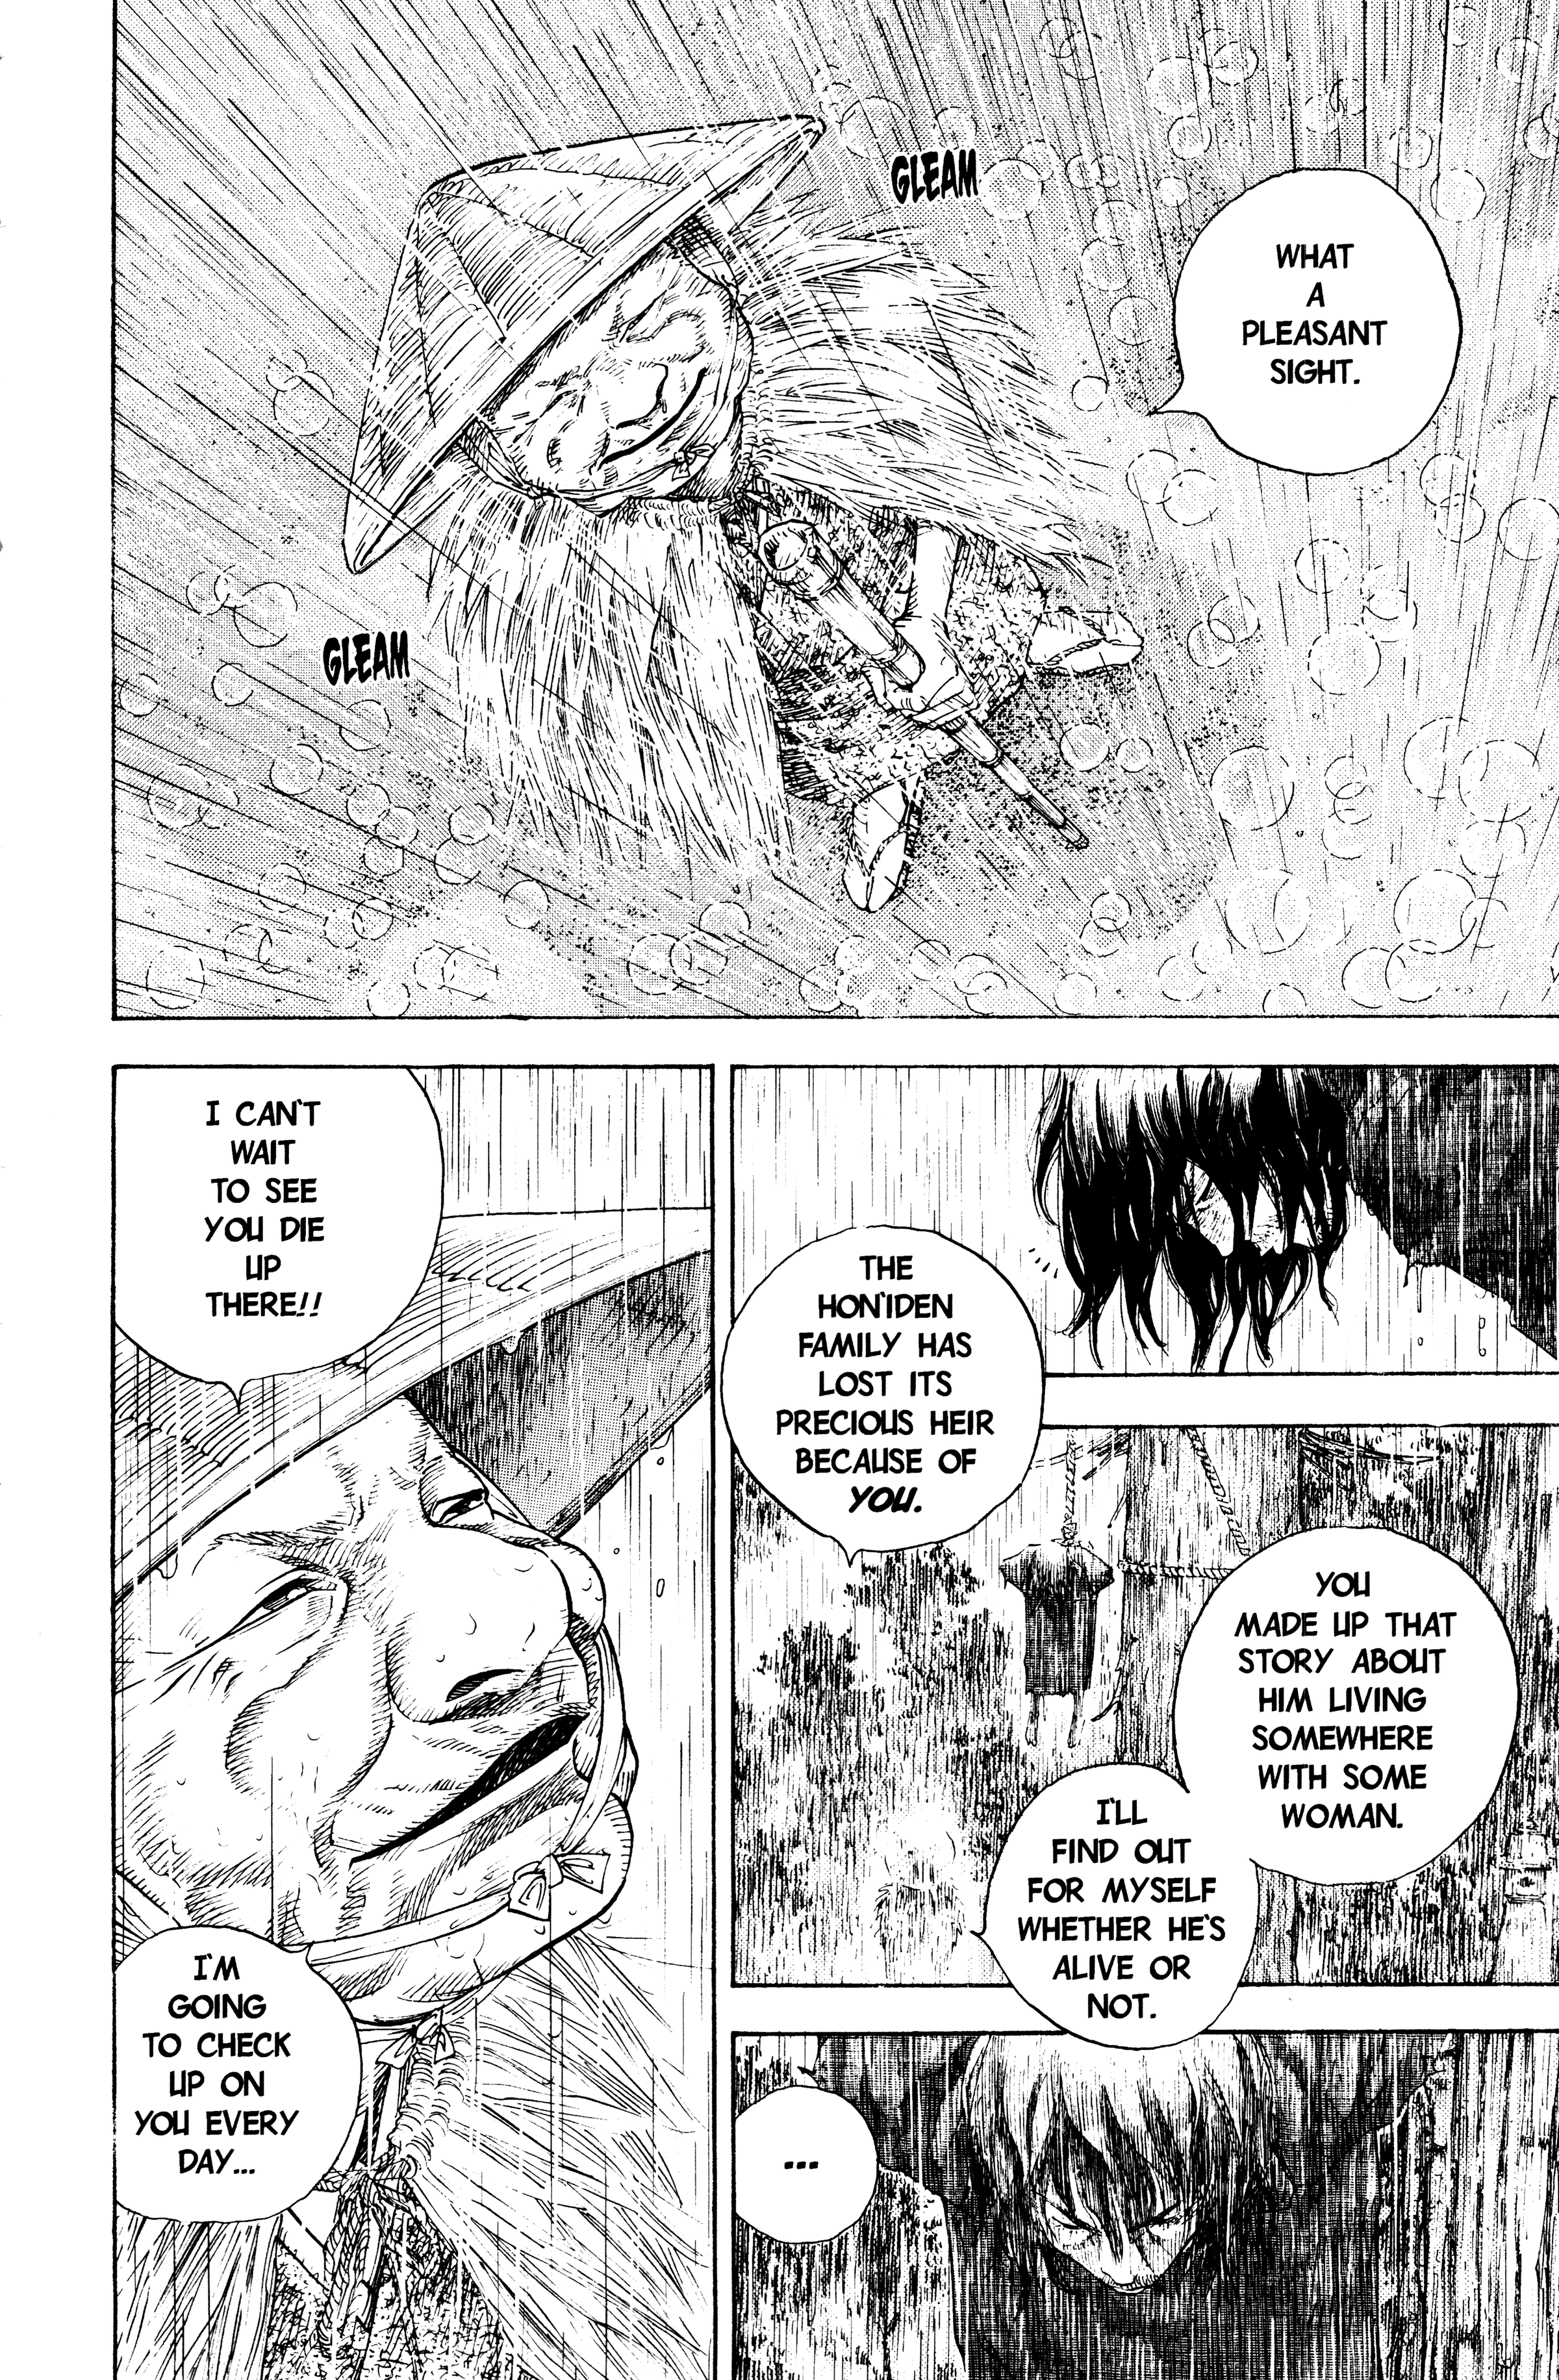 GLEAM
WHAT
A
PLEASANT
SIGHT.
GLEAM
THE
HON'IDEN
FAMILY HAS
LOST ITS
PRECIOUS HEIR
BECAUSE OF
YOU.
YOU
MADE UP THAT
STORY ABOUT
HIM LIVING
SOMEWHERE
WITH SOME
WOMAN.
I'LL
FIND OUT
FOR MYSELF
WHETHER HE'S
ALIVE OR
NOT.
...
I CAN'T
WAIT
TO SEE
YOU DIE
UP
THERE!!
I'M
GOING
TO CHECK
UP ON
YOU EVERY
DAY...